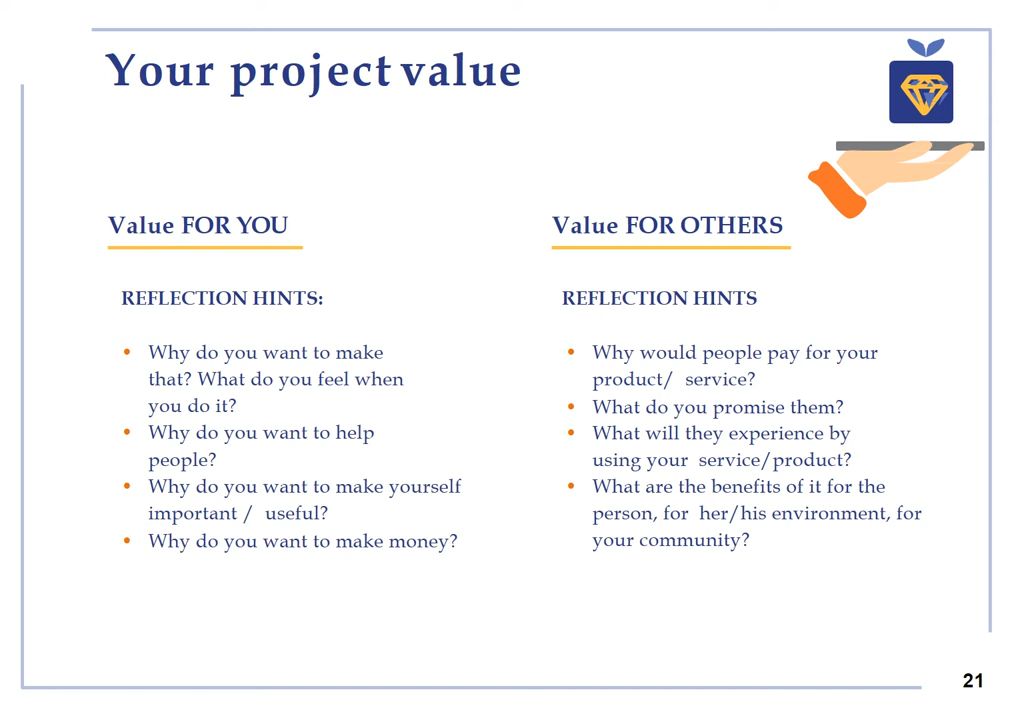 Your project value
Value FOR YOU
REFLECTION HINTS:
• Why do you want to make
that? What do you feel when
you do it?
• Why do you want to help
people?
• Why do you want to make yourself
important / useful?
• Why do you want to make money?
Value FOR OTHERS
REFLECTION HINTS
• Why would people pay for your
product/ service?
• What do you promise them?
• What will they experience by
using your service/product?
• What are the benefits of it for the
person, for her/his environment, for
your community?
21